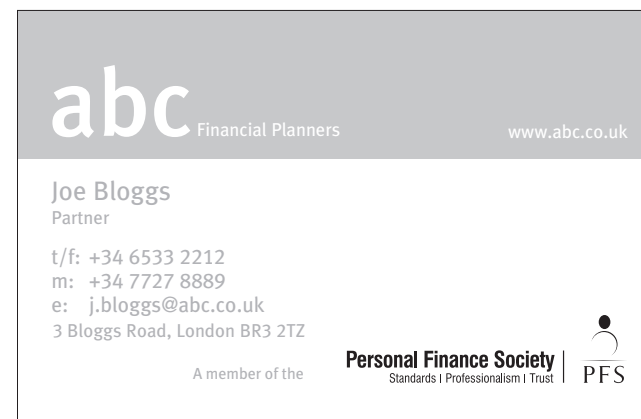 abc Financial Planners www.abc.co.uk
Joe Bloggs
Partner
t/f: +34 6533 2212
m: +34 7727 8889
e: j.bloggs@abc.co.uk
3 Bloggs Road, London BR3 2TZ
A member of the
Personal Finance Society
Standards | Professionalism | Trust
PFS